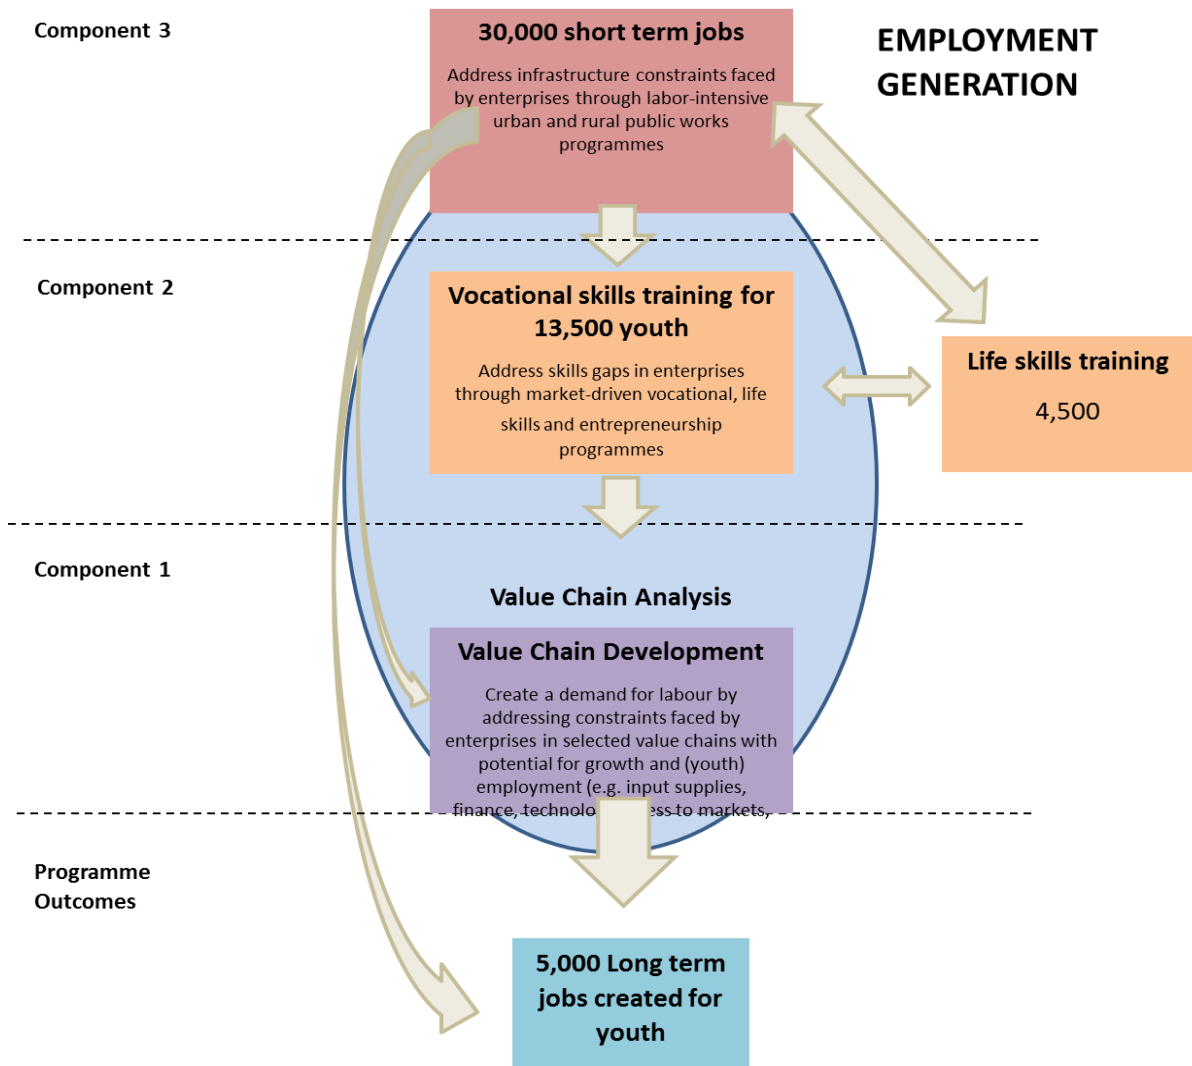 Component 3
30,000 short term jobs
Address infrastructure constraints faced
by enterprises through labor-intensive
urban and rural public works
programmes
EMPLOYMENT
GENERATION
Component 2
Vocational skills training for
13,500 youth
Address skills gaps in enterprises
through market-driven vocational, life
skills and entrepreneurship
programmes
Life skills training
4,500
Component 1
Value Chain Analysis
Value Chain Development
Create a demand for labour by
addressing constraints faced by
enterprises in selected value chains with
potential for growth and (youth)
employment (e.g. input supplies,
finance, to markets,
Programme
Outcomes
5,000 Long term
jobs created for
youth